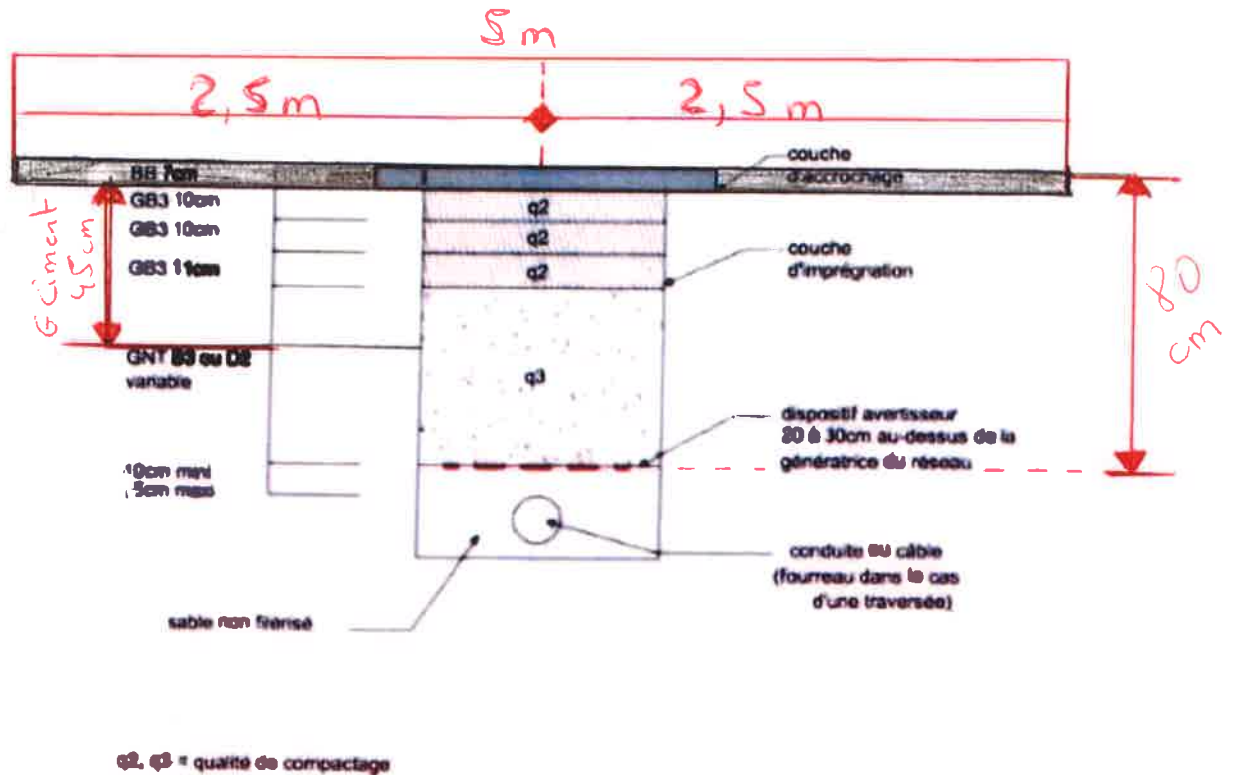 5 m
2,5 m
2,5 m
couche
d'accrochage
BB 7cm
GB3 10cm
GB3 10cm
GB3 11cm
G Ciment
45cm
q2
q2
q2
couche
d'imprégnation
80
cm
GNT B3 ou D2
variable
q3
dispositif avertisseur
20 à 30cm au-dessus de la
génératrice du réseau
10cm mini
15cm maxi
conduite ou câble
(fourreau dans le cas
d'une traversée)
sable non
q2, q3 = qualité de compactage